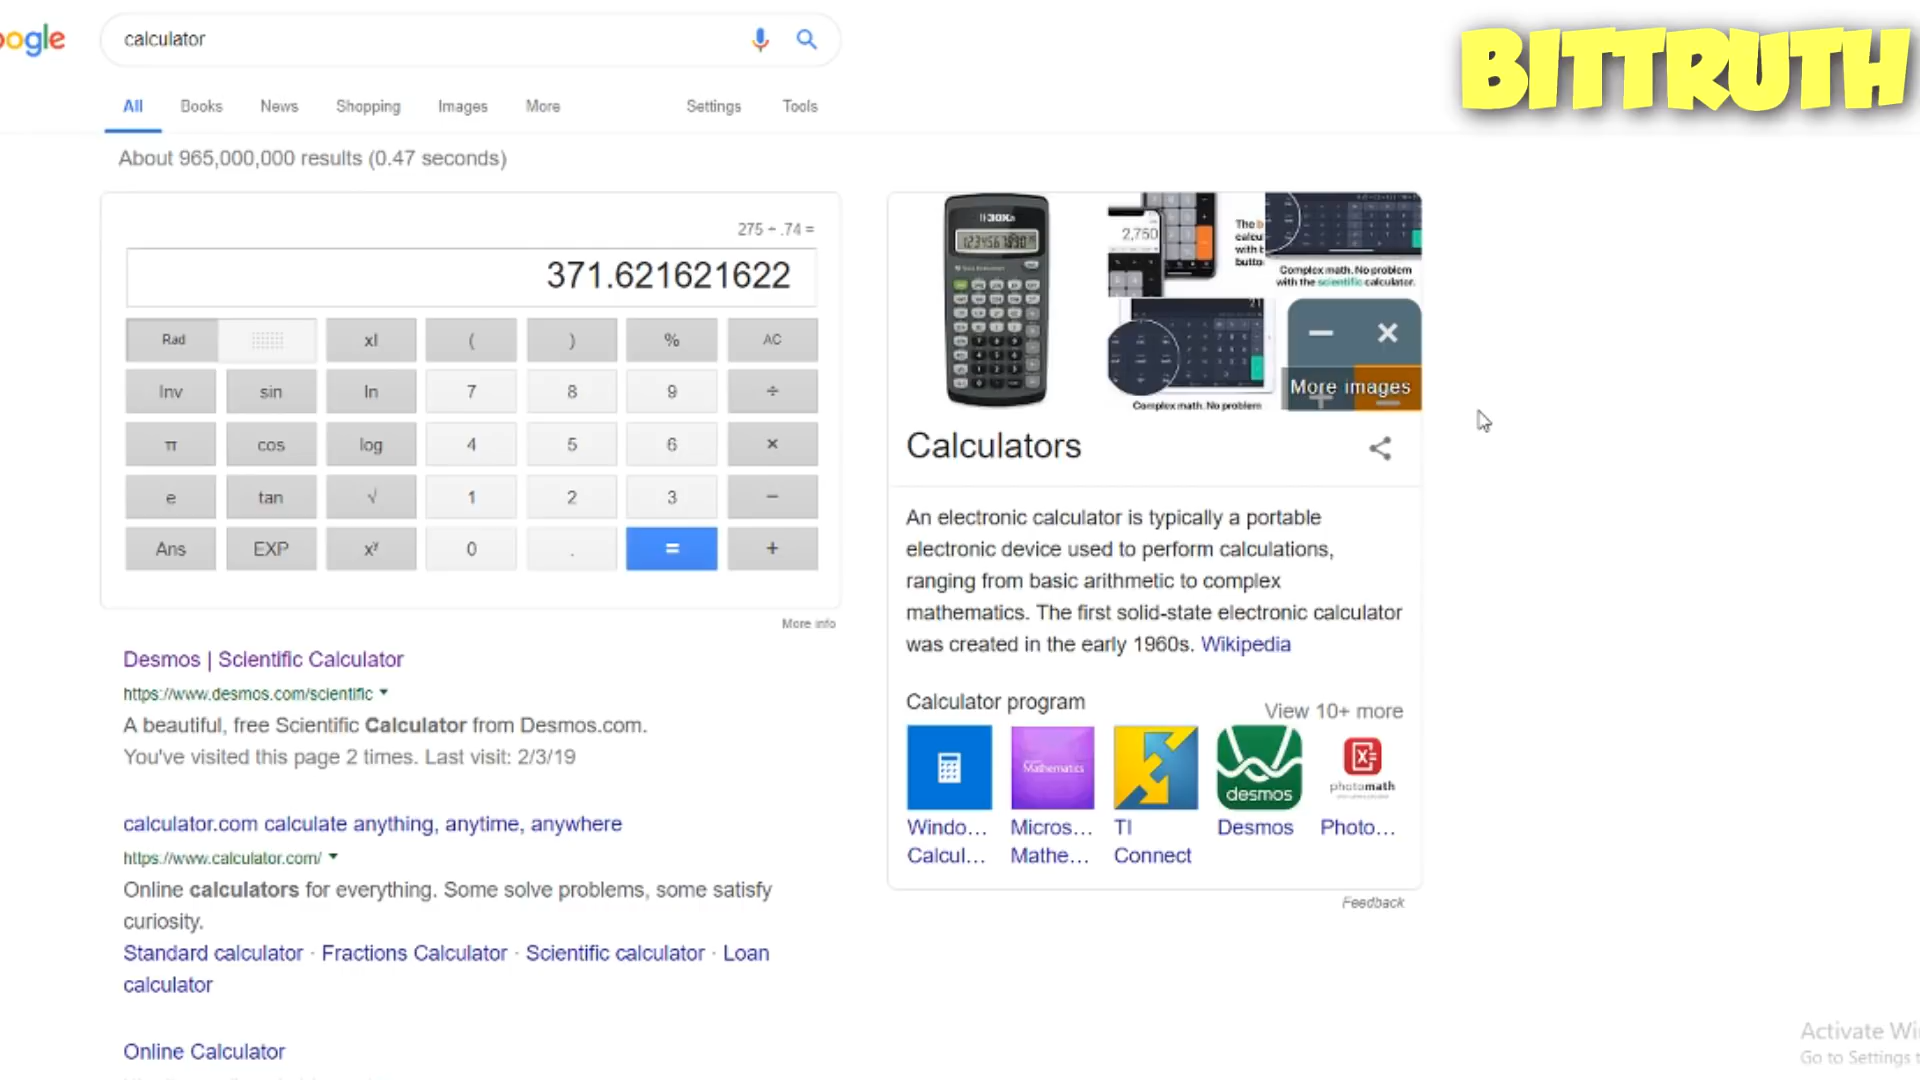 oogle
calculator
BITTRUTH
All Books News Shopping Images More Settings Tools
About 965,000,000 results (0.47 seconds)
275 ÷ .74 =
371.621621622
Rad x! ( ) % AC
Inv sin ln 7 8 9 ÷
π cos log 4 5 6 ×
e tan √ 1 2 3 −
Ans EXP xʸ 0 . = +
More info
Desmos | Scientific Calculator
https://www.desmos.com/scientific
A beautiful, free Scientific Calculator from Desmos.com.
You've visited this page 2 times. Last visit: 2/3/19
calculator.com calculate anything, anytime, anywhere
https://www.calculator.com/
Online calculators for everything. Some solve problems, some satisfy
curiosity.
Standard calculator · Fractions Calculator · Scientific calculator · Loan
calculator
Online Calculator
2,750
Complex math. No problem
with the scientific calculator.
Complex math. No problem
More images
Calculators
An electronic calculator is typically a portable
electronic device used to perform calculations,
ranging from basic arithmetic to complex
mathematics. The first solid-state electronic calculator
was created in the early 1960s. Wikipedia
Calculator program
View 10+ more
Mathematics
desmos
photomath
Windo... Micros... TI Desmos Photo...
Calcul... Mathe... Connect
Feedback
Activate Wi
Go to Settings t